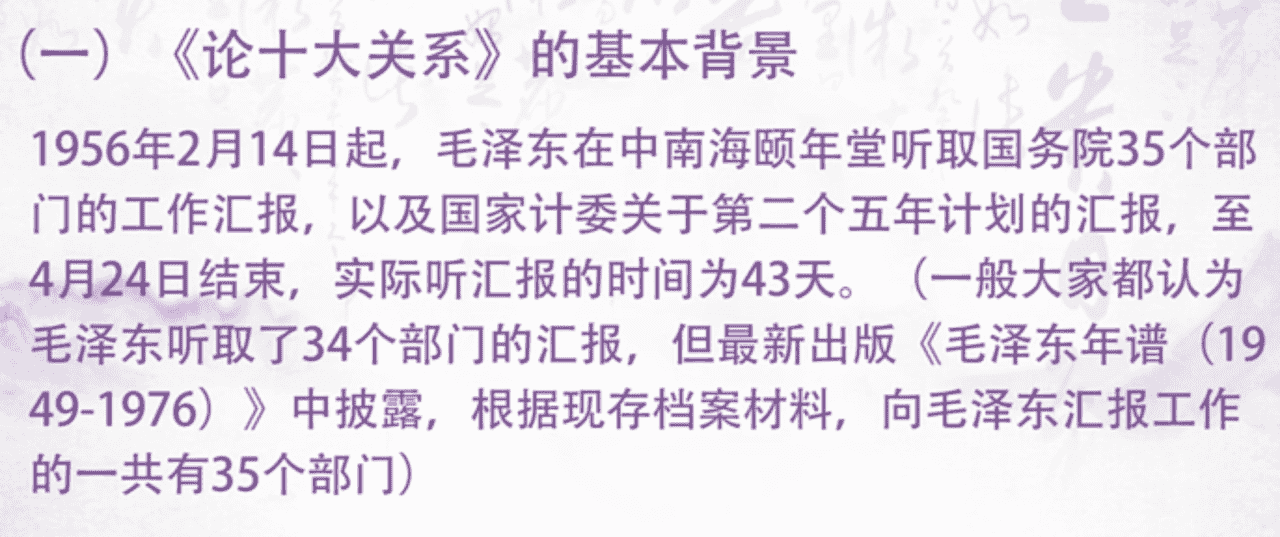 （一）《论十大关系》的基本背景
1956年2月14日起，毛泽东在中南海颐年堂听取国务院35个部
门的工作汇报，以及国家计委关于第二个五年计划的汇报，至
4月24日结束，实际听汇报的时间为43天。（一般大家都认为
毛泽东听取了34个部门的汇报，但最新出版《毛泽东年谱（19
49-1976）》中披露，根据现存档案材料，向毛泽东汇报工作
的一共有35个部门）